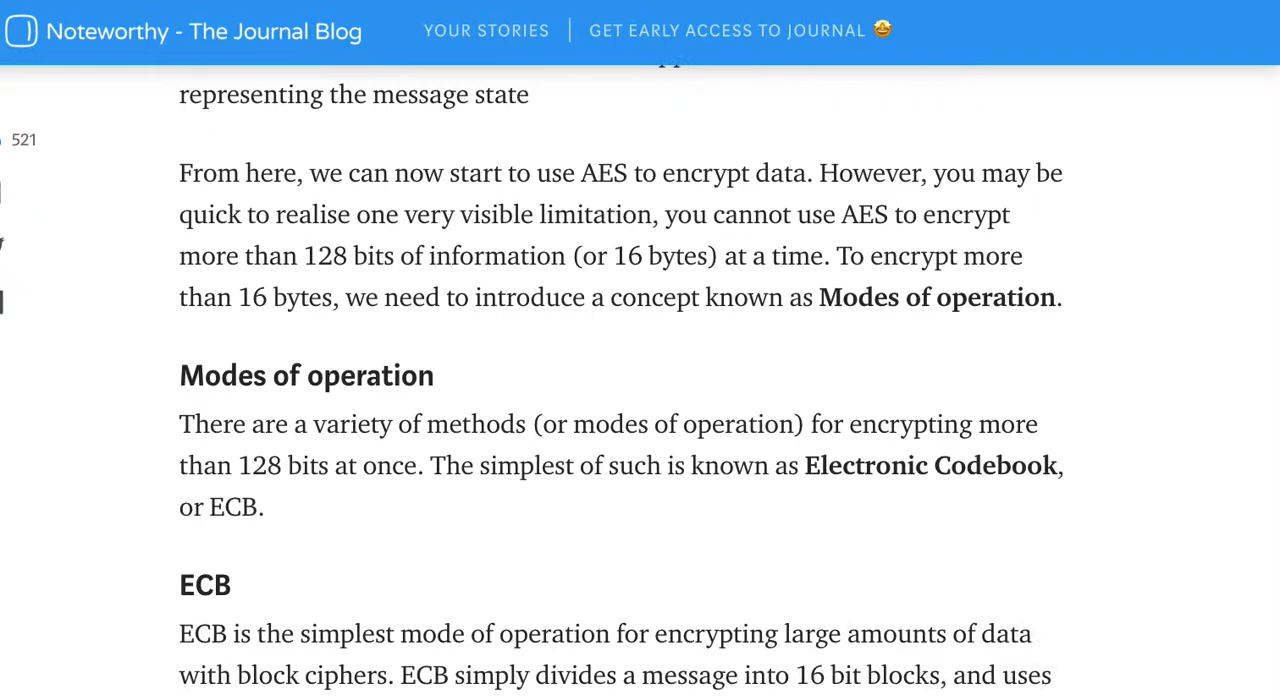 Noteworthy - The Journal Blog
YOUR STORIES
GET EARLY ACCESS TO JOURNAL 🤩
representing the message state
521
From here, we can now start to use AES to encrypt data. However, you may be
quick to realise one very visible limitation, you cannot use AES to encrypt
more than 128 bits of information (or 16 bytes) at a time. To encrypt more
than 16 bytes, we need to introduce a concept known as Modes of operation.
Modes of operation
There are a variety of methods (or modes of operation) for encrypting more
than 128 bits at once. The simplest of such is known as Electronic Codebook,
or ECB.
ECB
ECB is the simplest mode of operation for encrypting large amounts of data
with block ciphers. ECB simply divides a message into 16 bit blocks, and uses